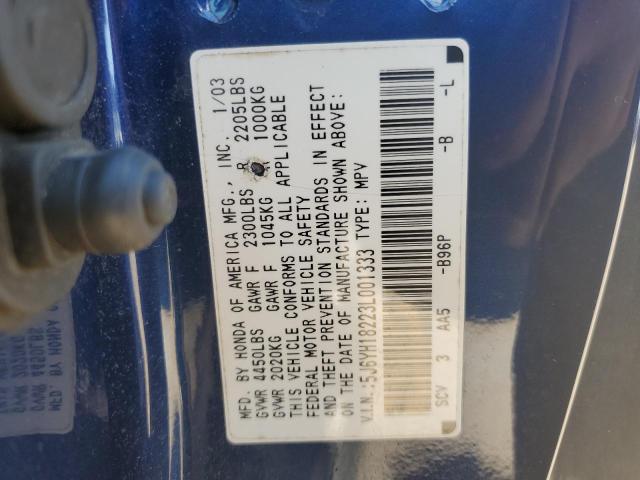 MFD. BY HONDA OF AMERICA MFG., INC. 1/03
GVWR 4450LBS GAWR F 2300LBS R 2205LBS
GVWR 2020KG GAWR F 1045KG 1000KG
THIS VEHICLE CONFORMS TO ALL APPLICABLE
FEDERAL MOTOR VEHICLE SAFETY
AND THEFT PREVENTION STANDARDS IN EFFECT
ON THE DATE OF MANUFACTURE SHOWN ABOVE:
V.I.N.:5J6YH18223L001333 TYPE: MPV
SCV 3 AA5 -B96P -B -L